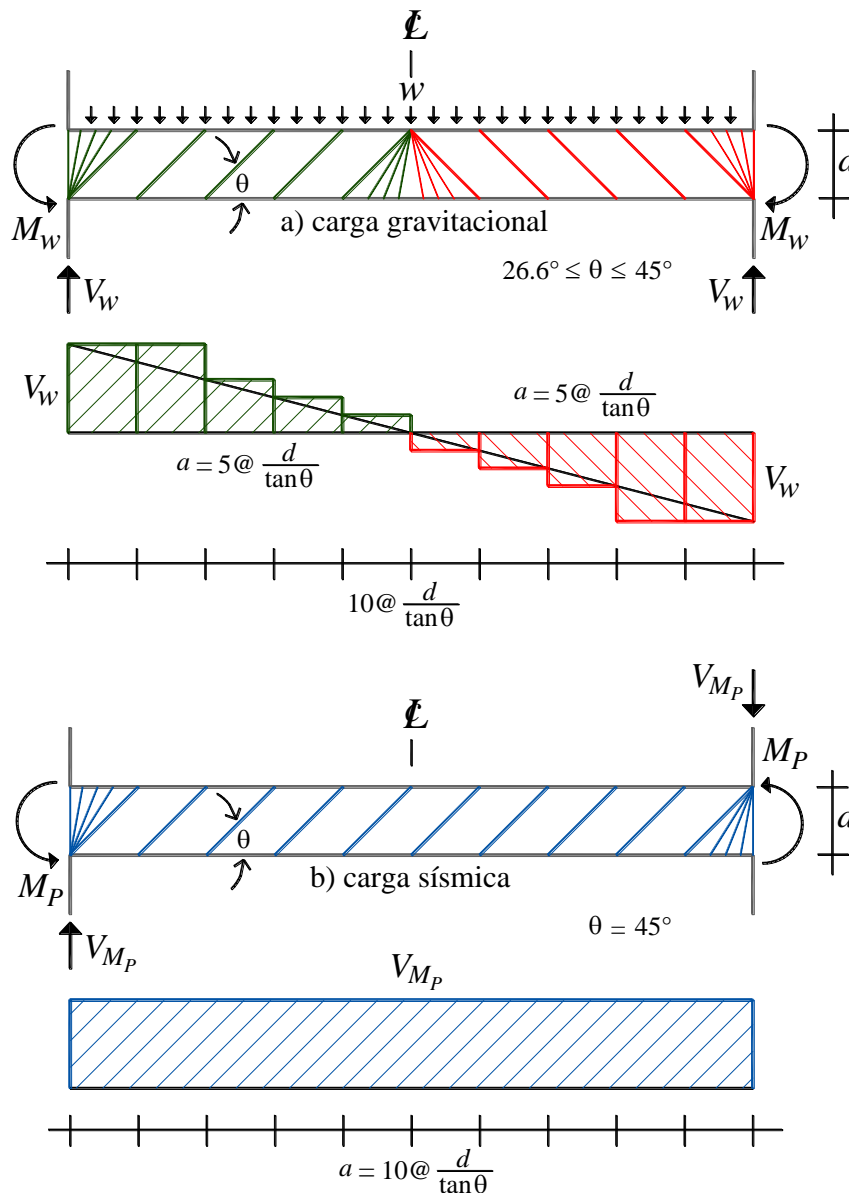 ℄
w
θ
d
M_w
M_w
a) carga gravitacional
26.6° ≤ θ ≤ 45°
V_w
V_w
V_w
a = 5@ d/tanθ
a = 5@ d/tanθ
V_w
10@ d/tanθ
V_{M_P}
℄
M_P
θ
d
M_P
b) carga sísmica
θ = 45°
V_{M_P}
V_{M_P}
a = 10@ d/tanθ